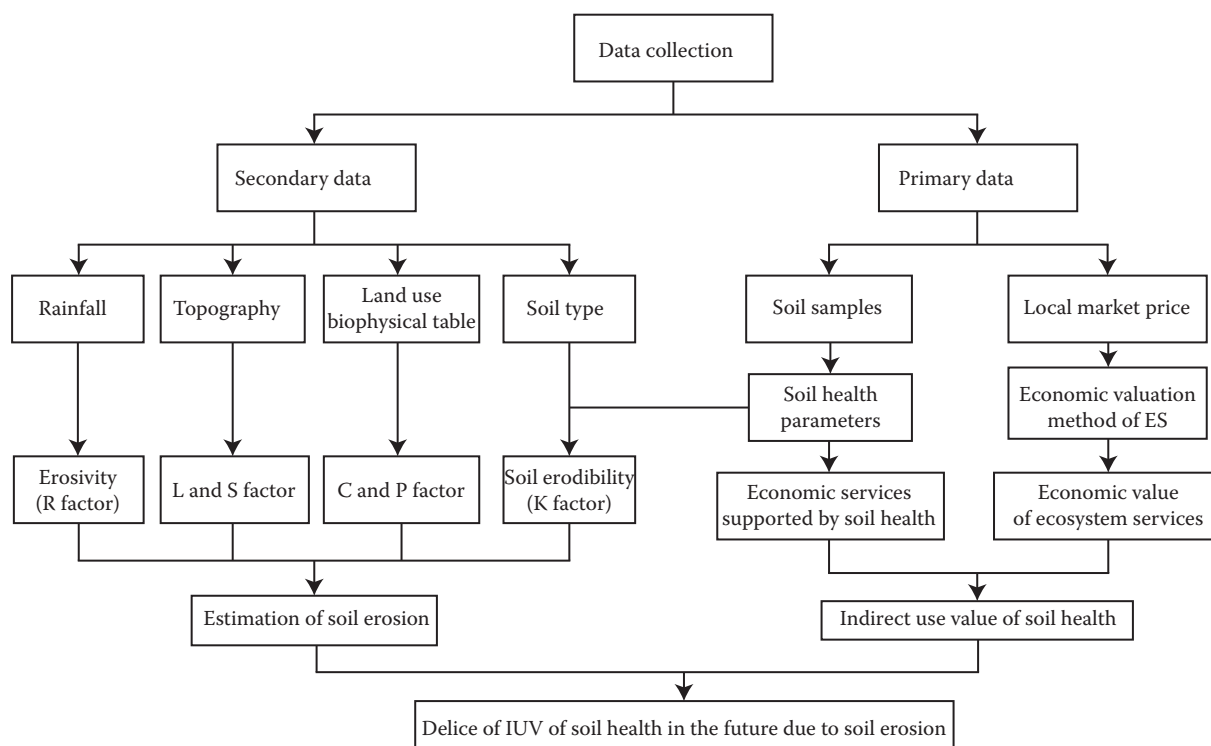 Data collection
Secondary data
Primary data
Rainfall
Topography
Land use
biophysical table
Soil type
Soil samples
Local market price
Soil health
parameters
Economic valuation
method of ES
Erosivity
(R factor)
L and S factor
C and P factor
Soil erodibility
(K factor)
Economic services
supported by soil health
Economic value
of ecosystem services
Estimation of soil erosion
Indirect use value of soil health
Delice of IUV of soil health in the future due to soil erosion